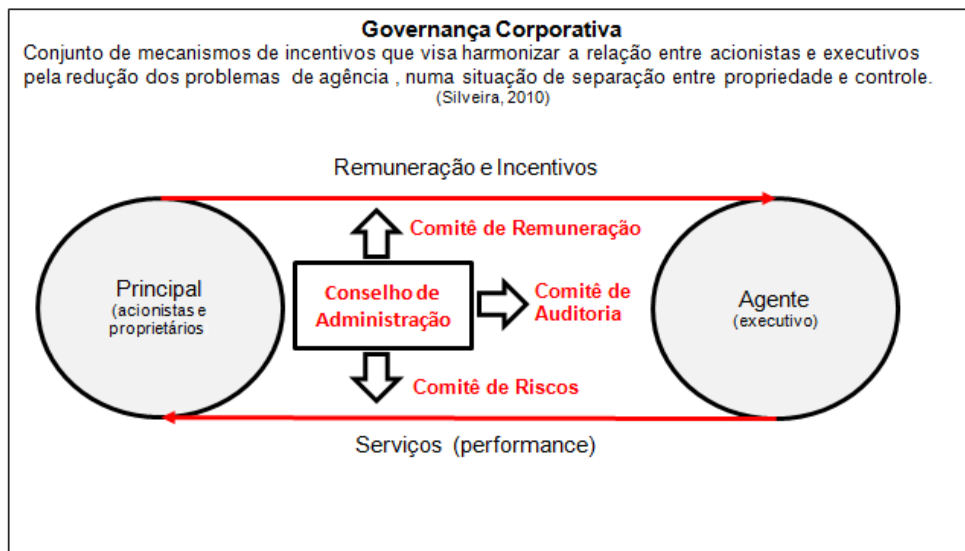 Governança Corporativa
Conjunto de mecanismos de incentivos que visa harmonizar a relação entre acionistas e executivos
pela redução dos problemas de agência , numa situação de separação entre propriedade e controle.
(Silveira, 2010)
Remuneração e Incentivos
Comitê de Remuneração
Principal
(acionistas e
proprietários
Conselho de
Administração
Comitê de
Auditoria
Agente
(executivo)
Comitê de Riscos
Serviços (performance)